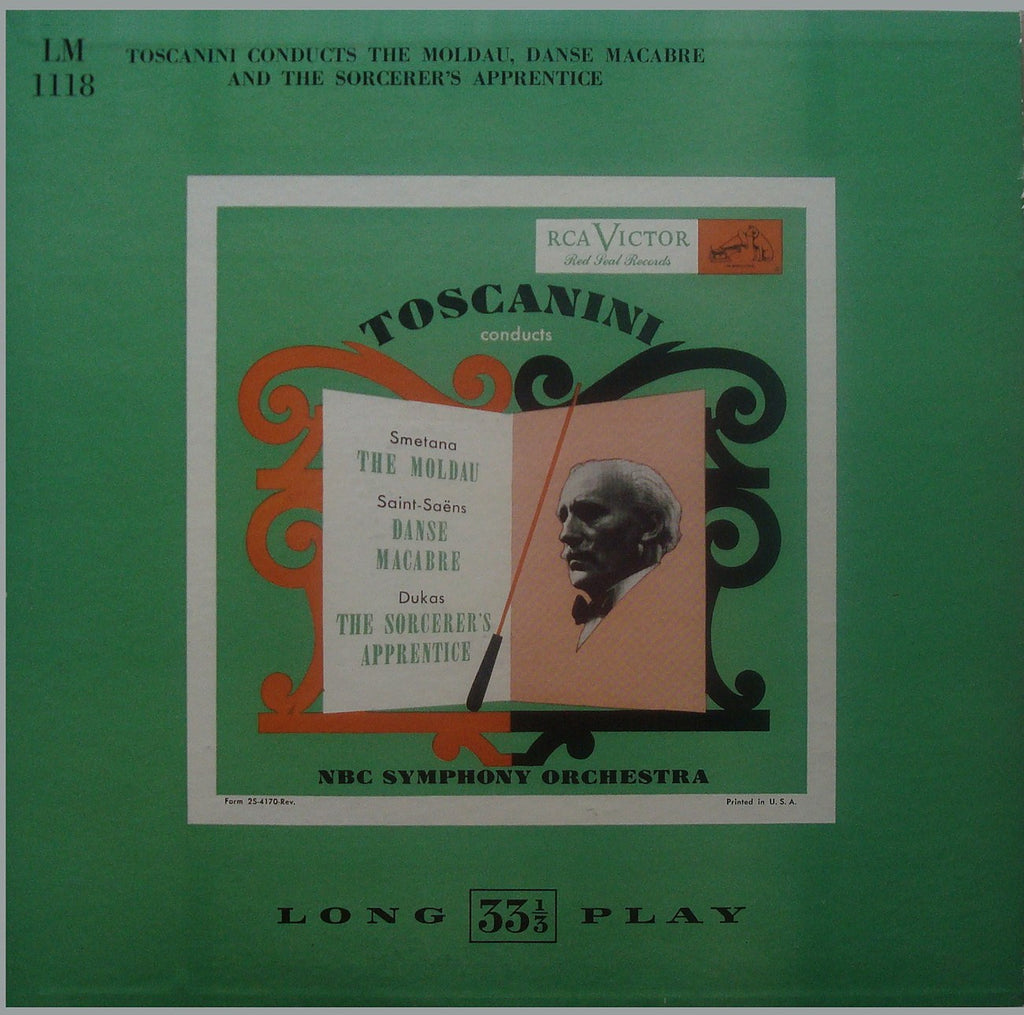 LM
1118
TOSCANINI CONDUCTS THE MOLDAU, DANSE MACABRE
AND THE SORCERER'S APPRENTICE
RCA VICTOR
Red Seal Records
TOSCANINI
conducts
Smetana
THE MOLDAU
Saint-Saëns
DANSE
MACABRE
Dukas
THE SORCERER'S
APPRENTICE
NBC SYMPHONY ORCHESTRA
Form 2S-4170-Rev.
Printed in U. S. A.
LONG 33⅓ PLAY